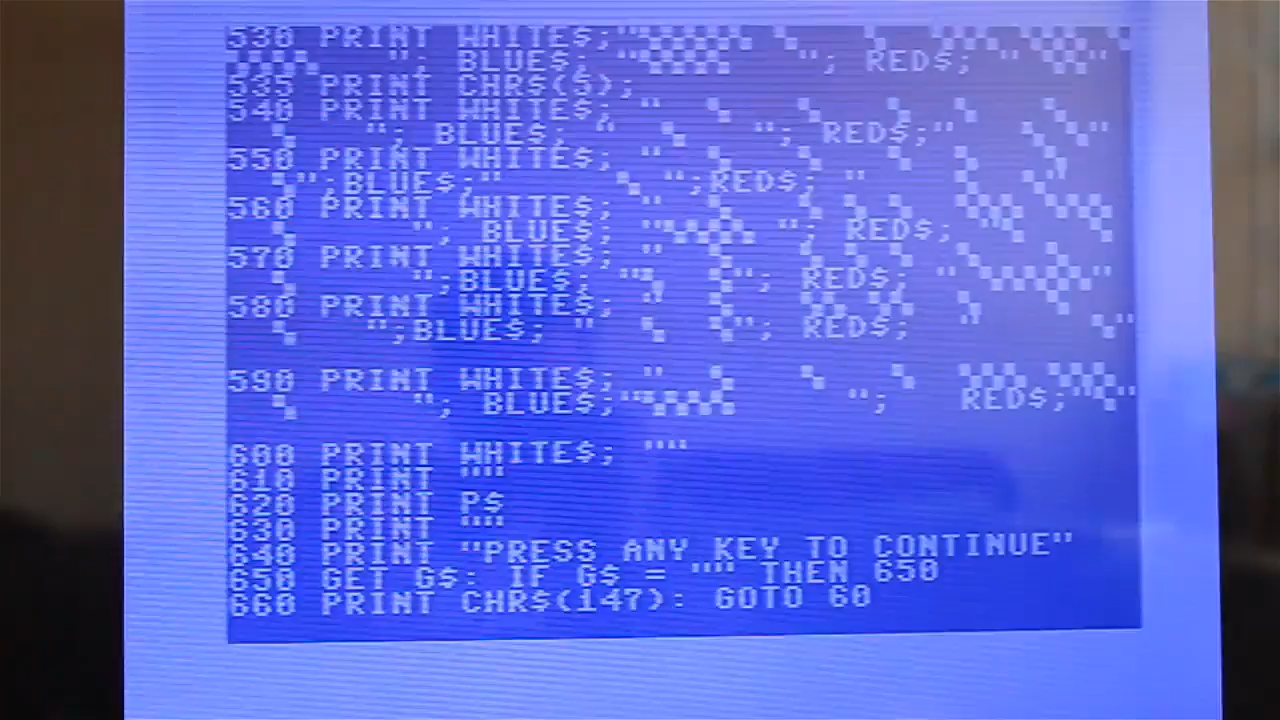 530 PRINT WHITE$;"
"; BLUE$; " "; RED$; " "
535 PRINT CHR$(5);
540 PRINT WHITE$; "
"; BLUE$; " "; RED$;" "
550 PRINT WHITE$; "
";BLUE$;" ";RED$; "
560 PRINT WHITE$; "
"; BLUE$; " "; RED$; "
570 PRINT WHITE$; "
";BLUE$; " "; RED$; " "
580 PRINT WHITE$; "
";BLUE$; " "; RED$; " "
590 PRINT WHITE$; "
"; BLUE$;" "; RED$;" "
600 PRINT WHITE$; ""
610 PRINT ""
620 PRINT P$
630 PRINT ""
640 PRINT "PRESS ANY KEY TO CONTINUE"
650 GET G$: IF G$ = "" THEN 650
660 PRINT CHR$(147): GOTO 60